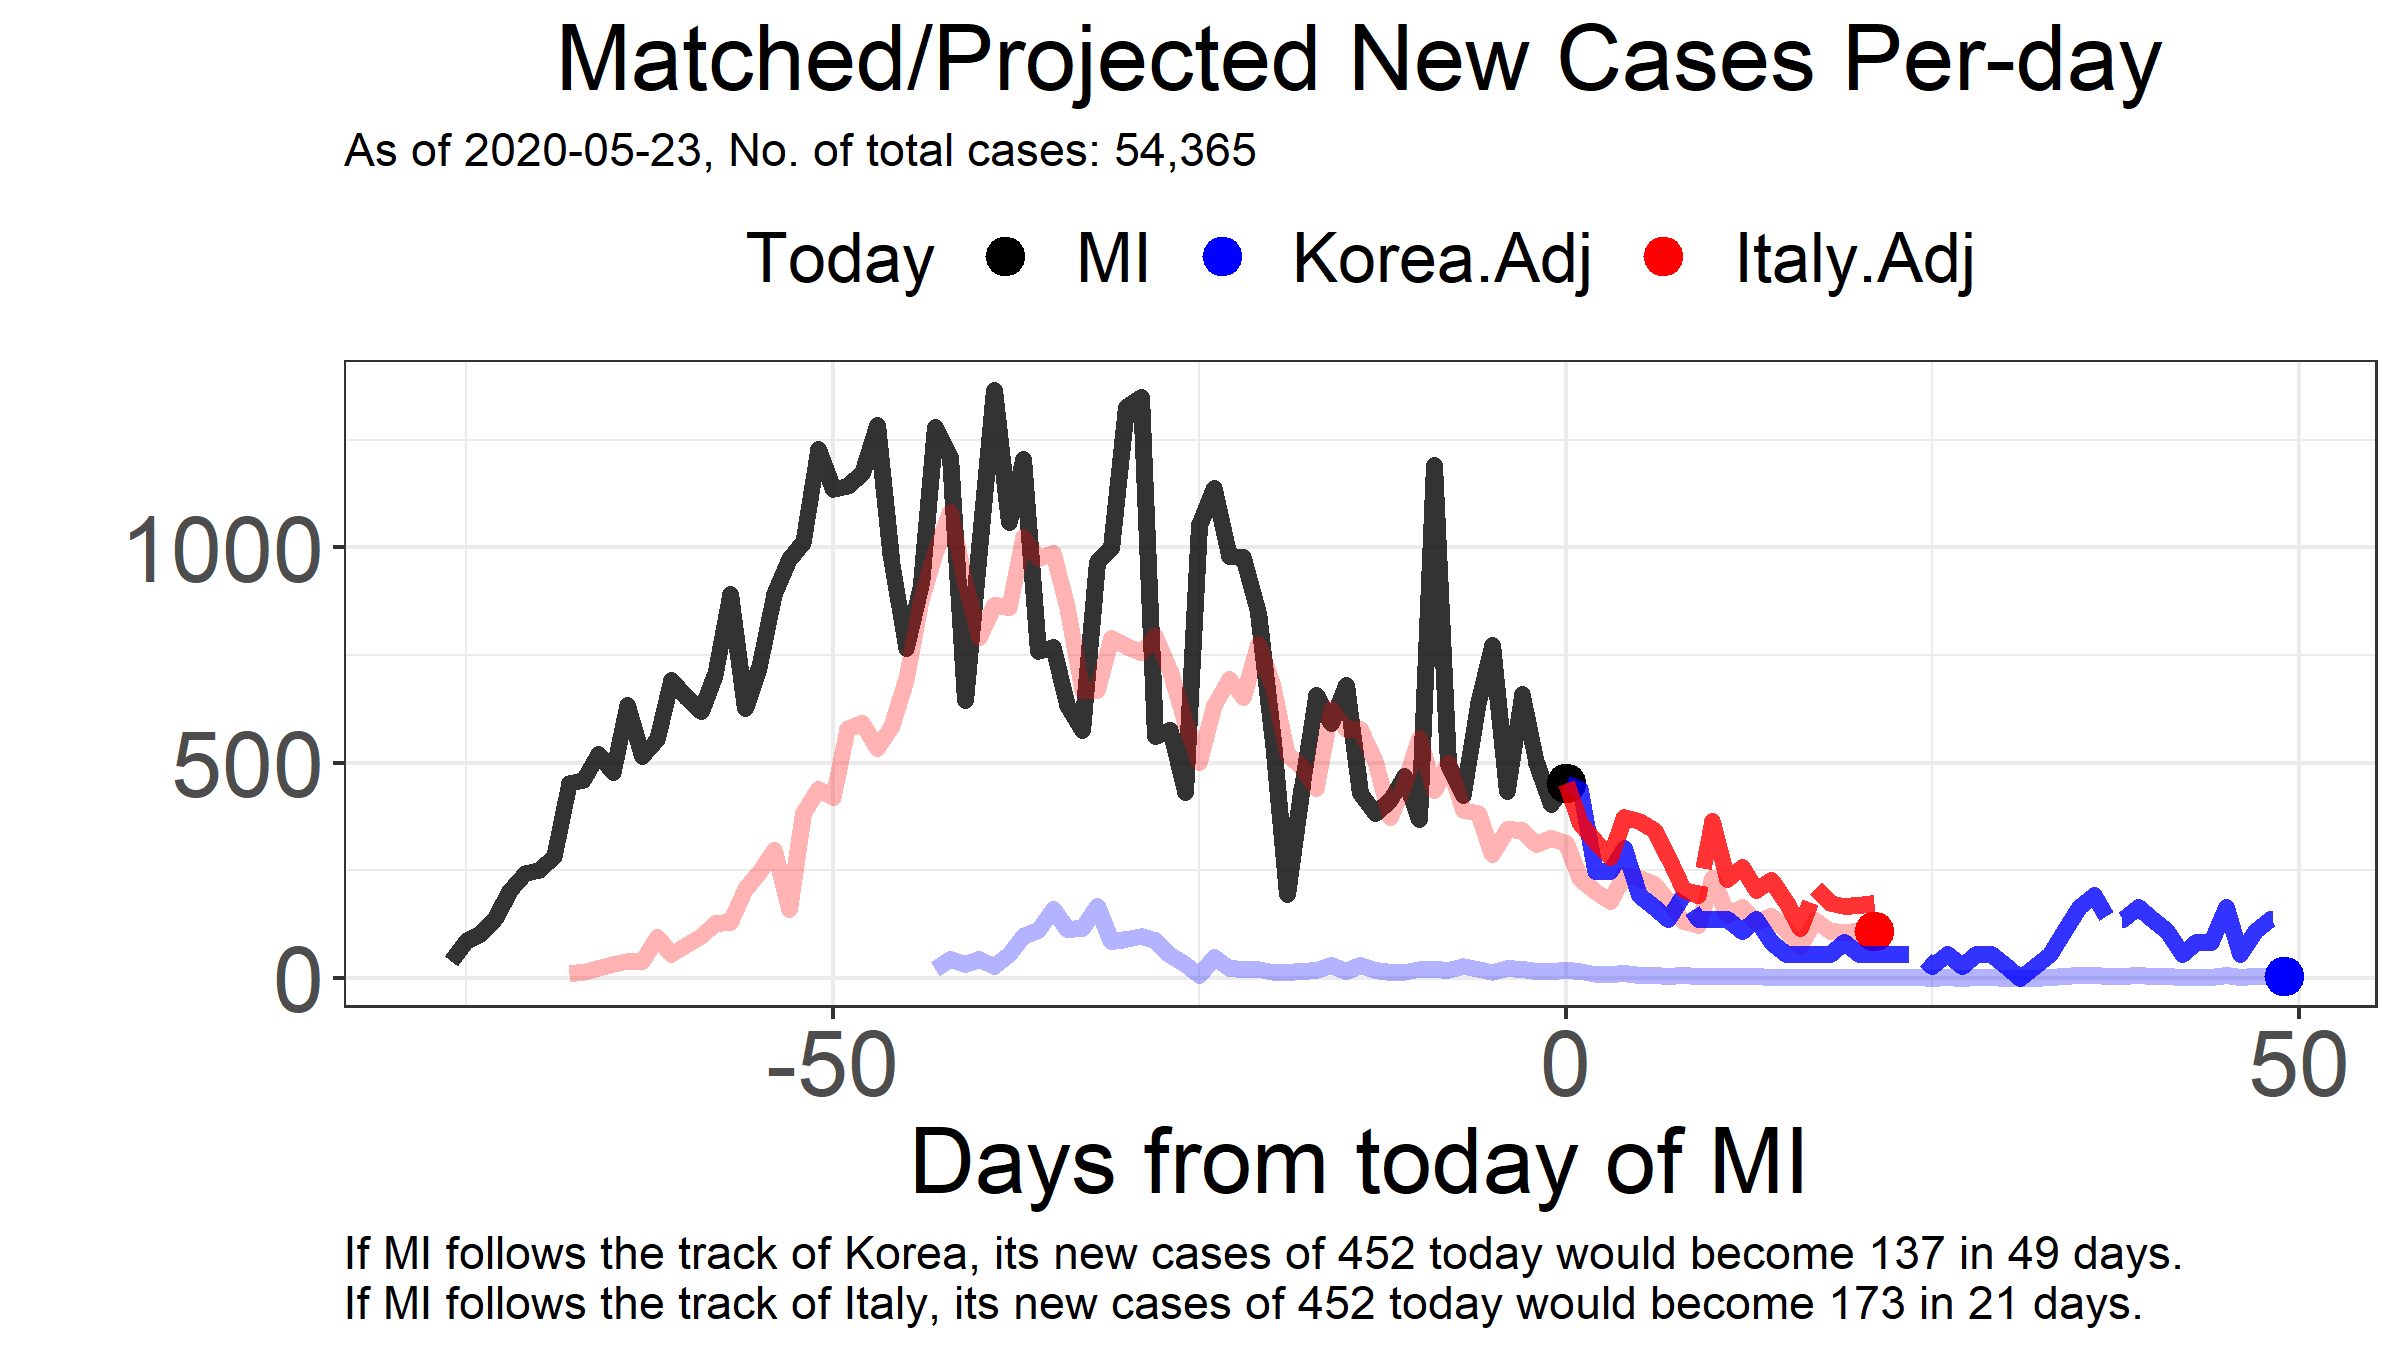 Matched/Projected New Cases Per-day
As of 2020-05-23, No. of total cases: 54,365
Today MI Korea.Adj Italy.Adj
1000
500
0
-50 0 50
Days from today of MI
If MI follows the track of Korea, its new cases of 452 today would become 137 in 49 days.
If MI follows the track of Italy, its new cases of 452 today would become 173 in 21 days.